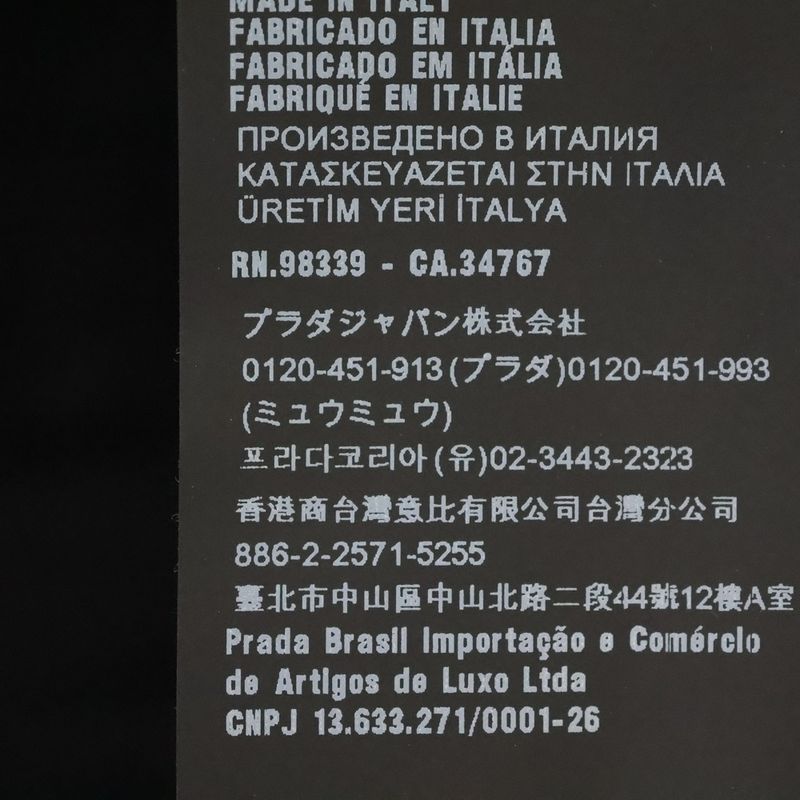 MADE IN ITALY
FABRICADO EN ITALIA
FABRICADO EM ITÁLIA
FABRIQUÉ EN ITALIE
ПРОИЗВЕДЕНО В ИТАЛИЯ
ΚΑΤΑΣΚΕΥΑΖΕΤΑΙ ΣΤΗΝ ΙΤΑΛΙΑ
ÜRETİM YERİ İTALYA
RN.98339 - CA.34767
プラダジャパン株式会社
0120-451-913(プラダ)0120-451-993
(ミュウミュウ)
프라다코리아(유)02-3443-2323
香港商台灣意比有限公司台灣分公司
886-2-2571-5255
臺北市中山區中山北路二段44號12樓A室
Prada Brasil Importação e Comércio
de Artigos de Luxo Ltda
CNPJ 13.633.271/0001-26